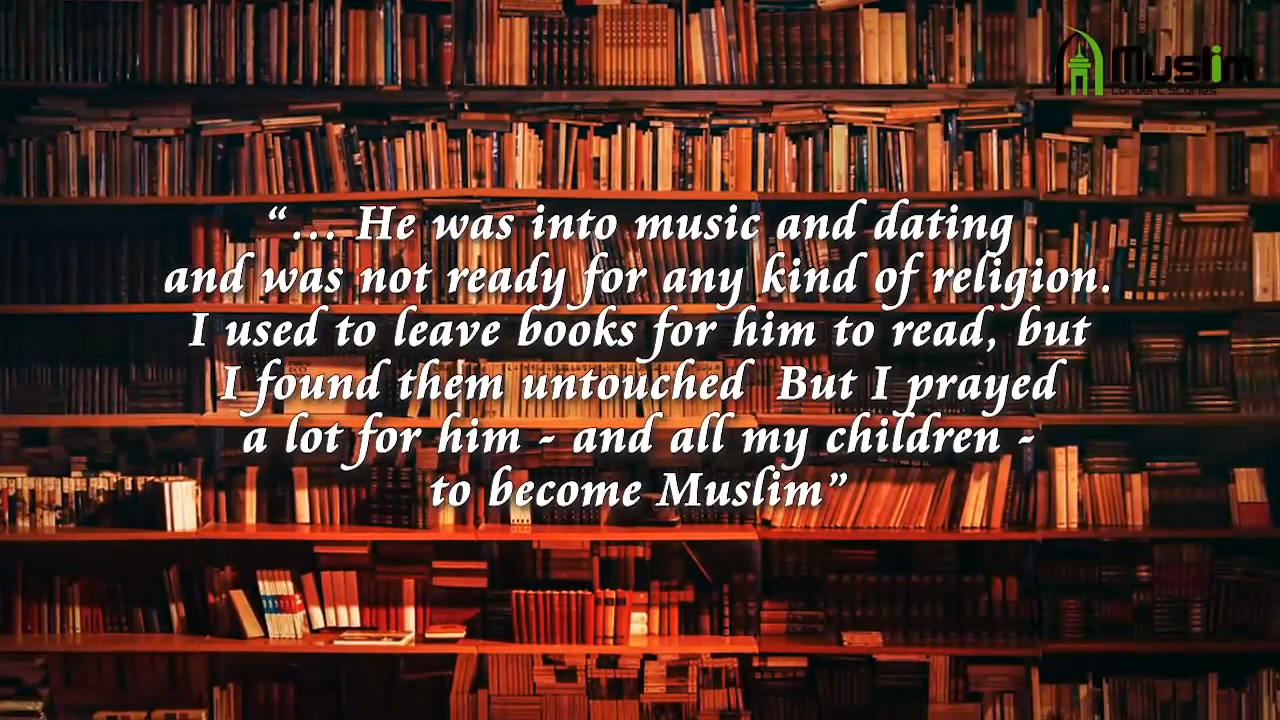 Muslim
Convert Stories
“... He was into music and dating
and was not ready for any kind of religion.
I used to leave books for him to read, but
I found them untouched But I prayed
a lot for him - and all my children -
to become Muslim”